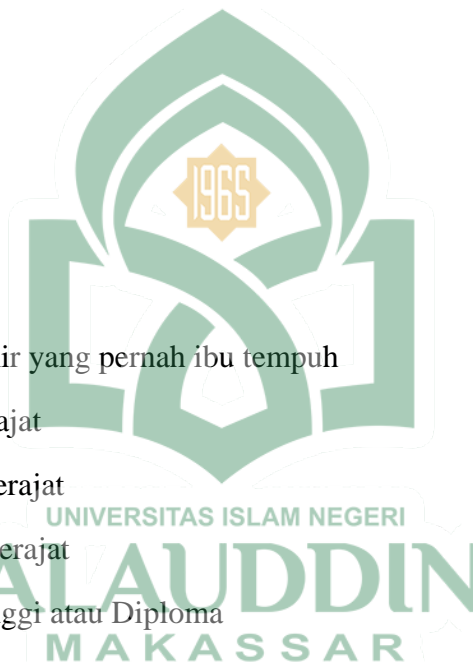 1965
ir yang pernah ibu tempuh
ajat
erajat
UNIVERSITAS ISLAM NEGERI
erajat
ALAUDDIN
ggi atau Diploma
MAKASSAR